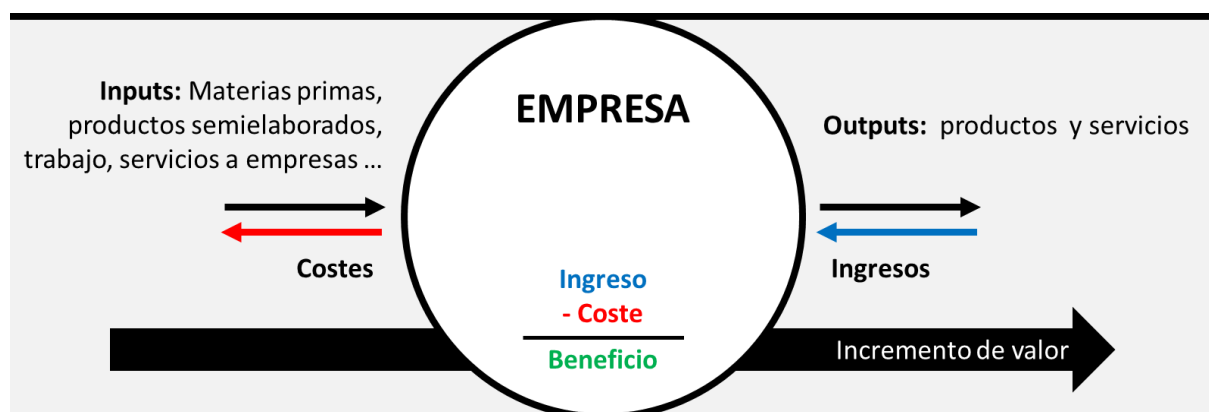 Inputs: Materias primas,
productos semielaborados,
trabajo, servicios a empresas ...
Costes
EMPRESA
Ingreso
- Coste
Beneficio
Outputs:  productos  y servicios
Ingresos
Incremento de valor